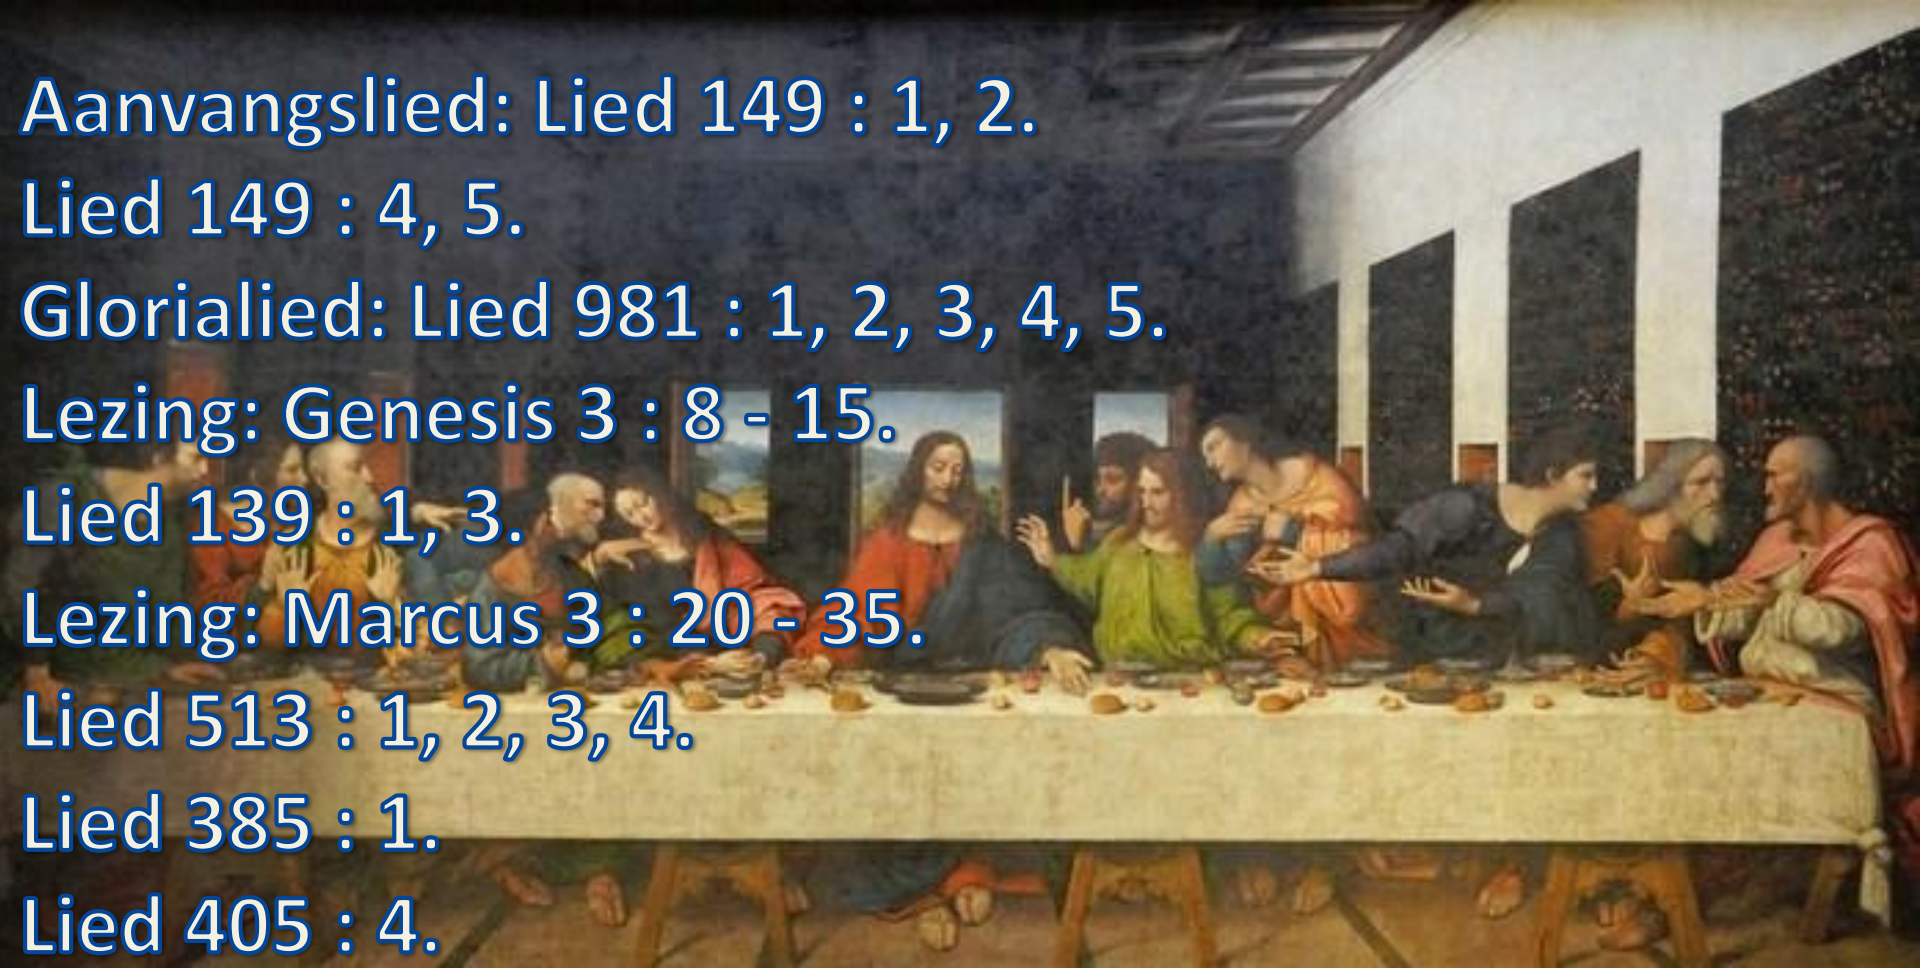 Aanvangslied: Lied 149 : 1, 2.
Lied 149 : 4, 5.
Glorialied: Lied 981 : 1, 2, 3, 4, 5.
Lezing: Genesis 3 : 8 - 15.
Lied 139 : 1, 3.
Lezing: Marcus 3 : 20 - 35.
Lied 513 : 1, 2, 3, 4.
Lied 385 : 1.
Lied 405 : 4.